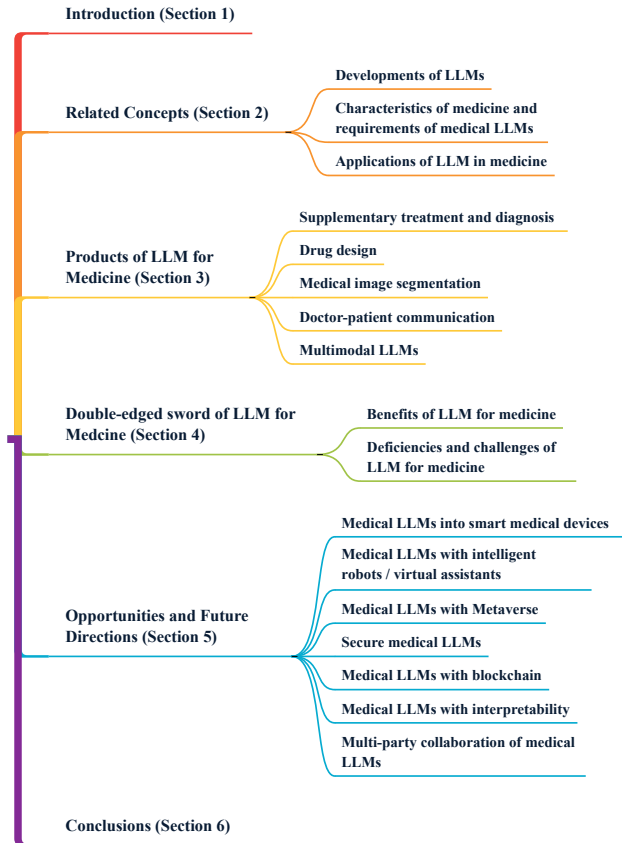 Introduction (Section 1)
Related Concepts (Section 2)
Developments of LLMs
Characteristics of medicine and
requirements of medical LLMs
Applications of LLM in medicine
Products of LLM for
Medicine (Section 3)
Supplementary treatment and diagnosis
Drug design
Medical image segmentation
Doctor-patient communication
Multimodal LLMs
Double-edged sword of LLM for
Medcine (Section 4)
Benefits of LLM for medicine
Deficiencies and challenges of
LLM for medicine
Opportunities and Future
Directions (Section 5)
Medical LLMs into smart medical devices
Medical LLMs with intelligent
robots / virtual assistants
Medical LLMs with Metaverse
Secure medical LLMs
Medical LLMs with blockchain
Medical LLMs with interpretability
Multi-party collaboration of medical
LLMs
Conclusions (Section 6)